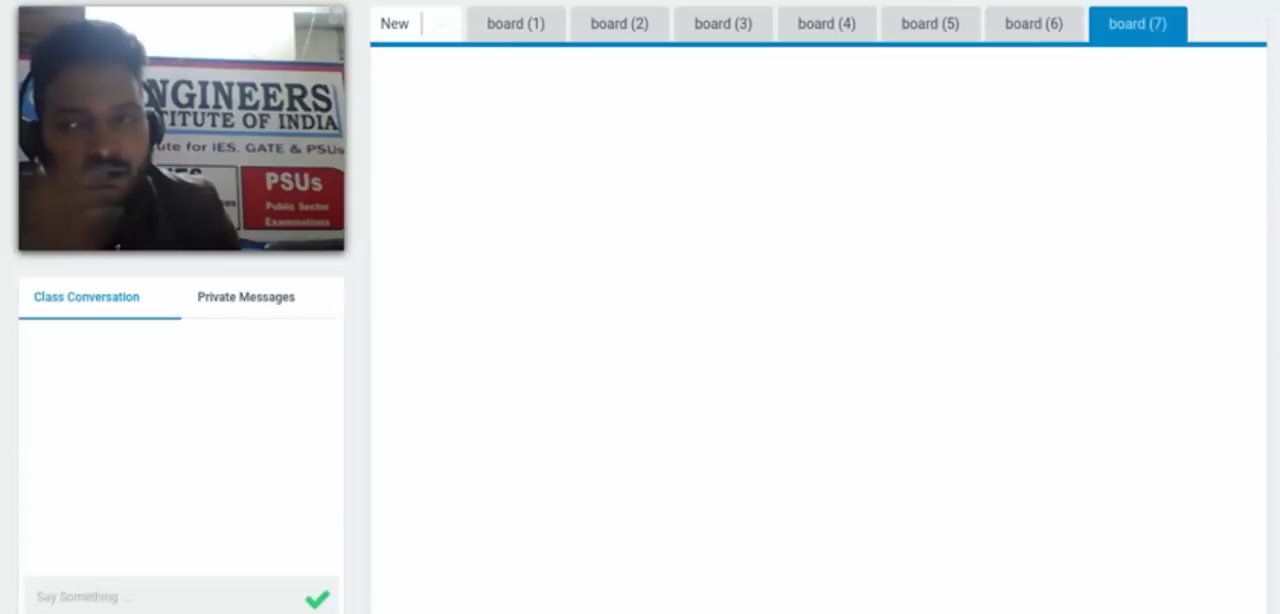 New
board (1)
board (2)
board (3)
board (4)
board (5)
board (6)
board (7)
NGINEERS
TITUTE OF INDIA
ute for IES, GATE & PSUs
PSUs
Public Sector
Examinations
Class Conversation
Private Messages
Say Something ...